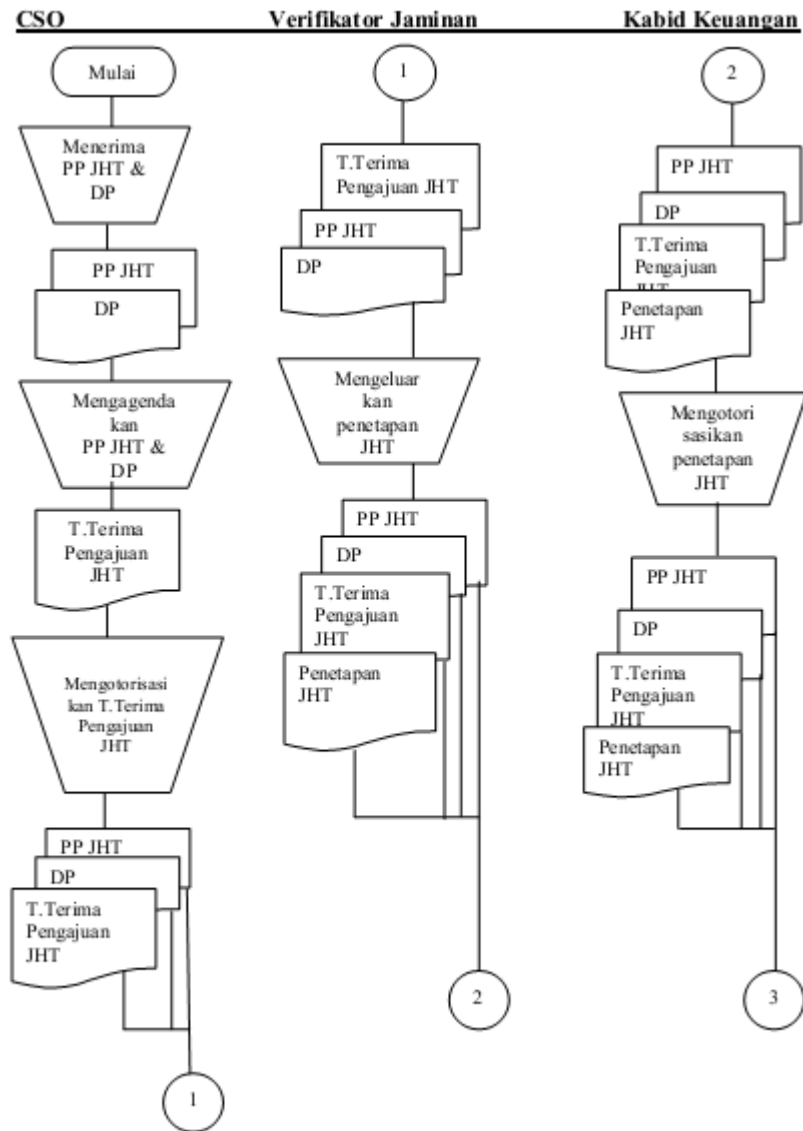 CSO Verifikator Jaminan Kabid Keuangan
Mulai
Menerima
PP JHT &
DP
PP JHT
DP
Mengagenda
kan
PP JHT &
DP
T.Terima
Pengajuan
JHT
Mengotorisasi
kan T.Terima
Pengajuan
JHT
PP JHT
DP
T.Terima
Pengajuan
JHT
1
1
T.Terima
Pengajuan JHT
PP JHT
DP
Mengeluar
kan
penetapan
JHT
PP JHT
DP
T.Terima
Pengajuan
JHT
Penetapan
JHT
2
2
PP JHT
DP
T.Terima
Pengajuan
JHT
Penetapan
JHT
Mengotori
sasikan
penetapan
JHT
PP JHT
DP
T.Terima
Pengajuan
JHT
Penetapan
JHT
3